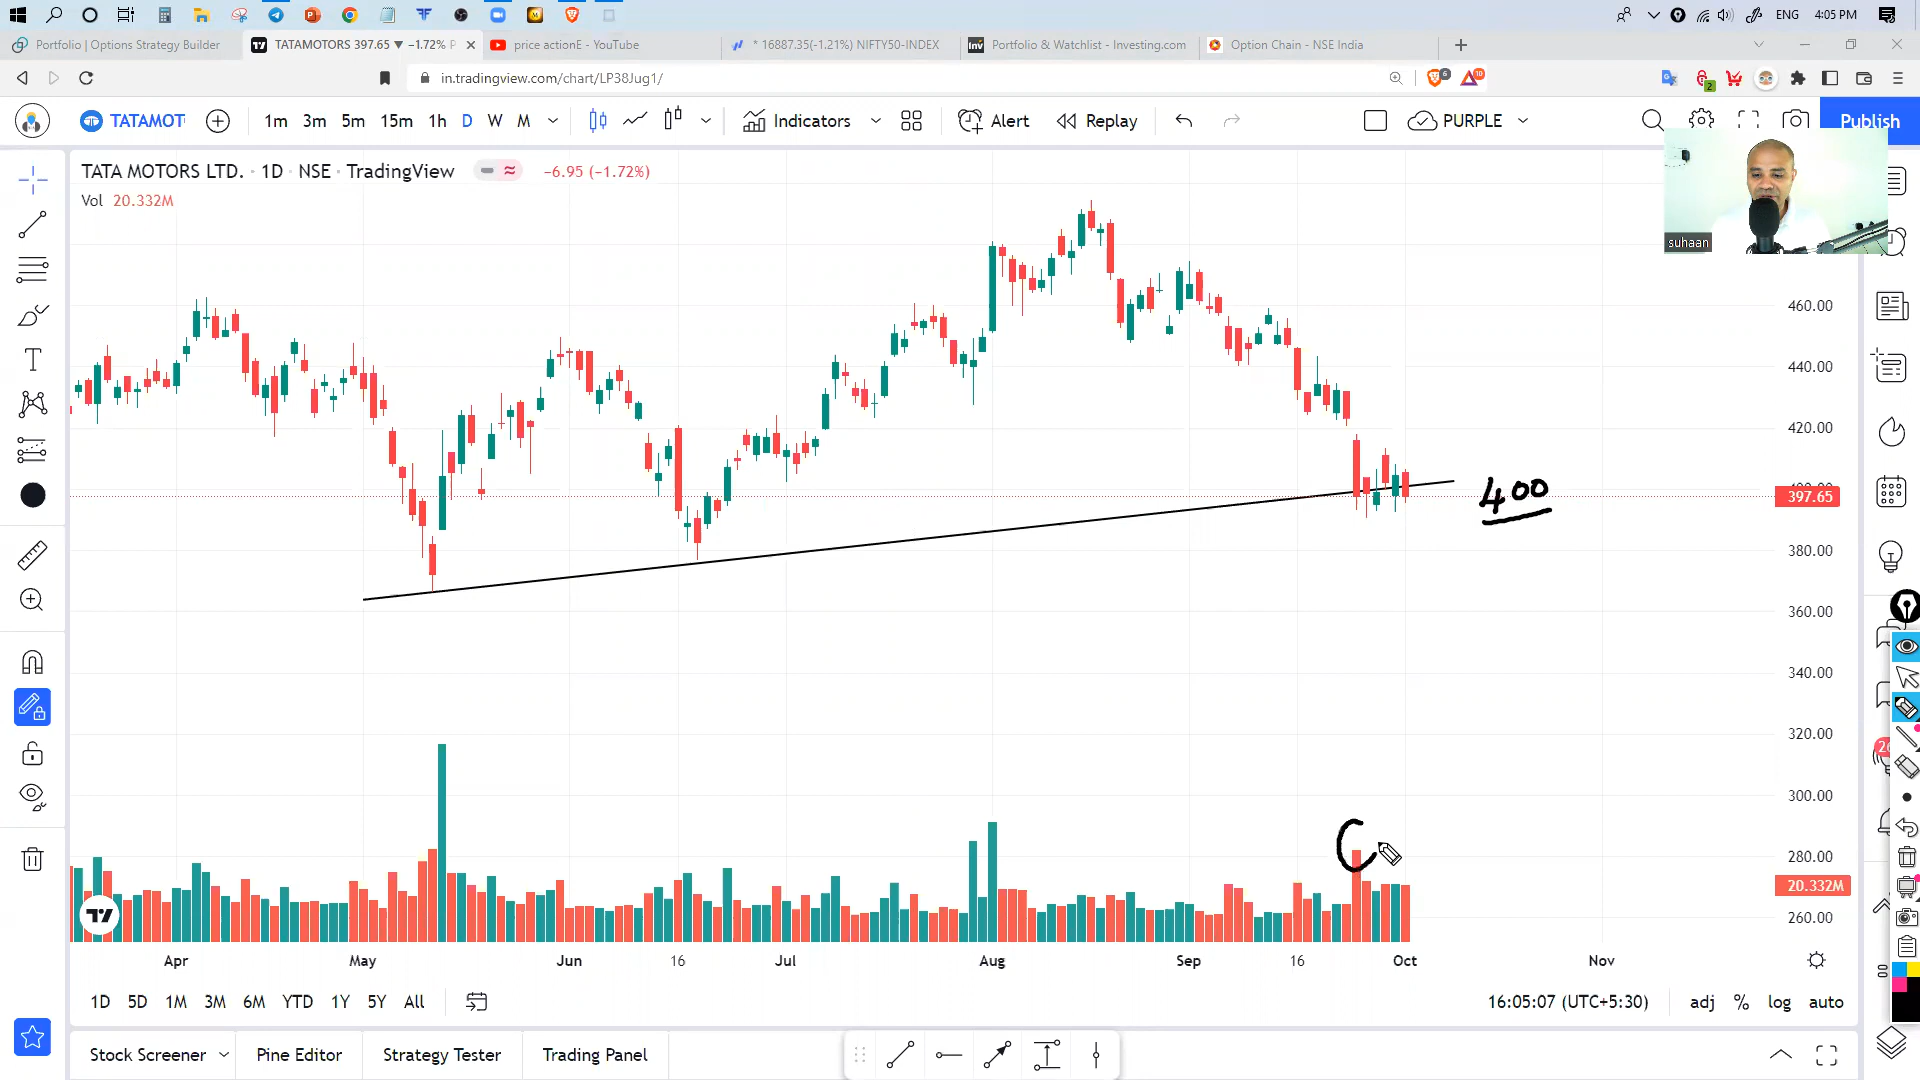 ENG 4:05 PM
Portfolio | Options Strategy Builder
TATAMOTORS 397.65 ▼ −1.72% P
price actionE - YouTube
* 16887.35(-1.21%) NIFTY50-INDEX
Inv Portfolio & Watchlist - Investing.com
Option Chain - NSE India
in.tradingview.com/chart/LP38Jug1/
6 10 2
TATAMOT 1m 3m 5m 15m 1h D W M Indicators Alert Replay PURPLE Publish
TATA MOTORS LTD. · 1D · NSE · TradingView −6.95 (−1.72%)
Vol 20.332M
suhaan
460.00
440.00
420.00
400
397.65
380.00
360.00
340.00
320.00
300.00
C
280.00
20.332M
260.00
Apr May Jun 16 Jul Aug Sep 16 Oct Nov
1D 5D 1M 3M 6M YTD 1Y 5Y All 16:05:07 (UTC+5:30) adj % log auto
Stock Screener Pine Editor Strategy Tester Trading Panel